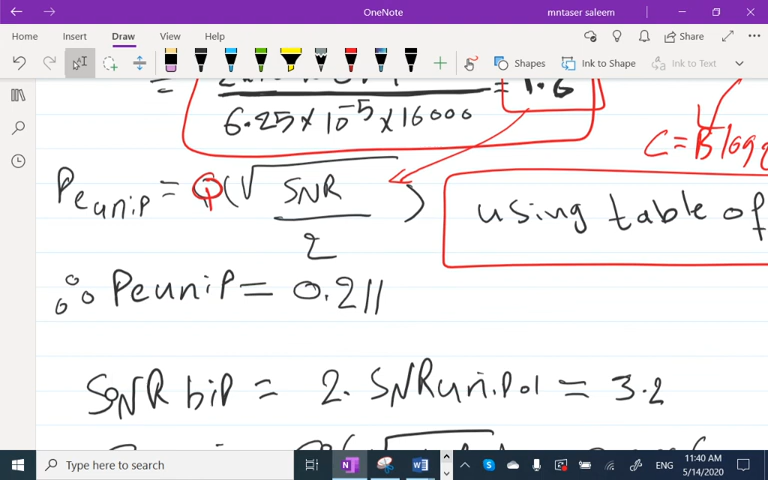 OneNote
mntaser saleem
Home Insert Draw View Help
Share
Shapes Ink to Shape Ink to Text
= = 1.6
6.25×10⁻⁵×16000
C=B log
Pe unip = Q(√SNR/2)
using table of
∴ Peunip = 0.211
SNR bip = 2. SNRunipol = 3.2
Type here to search
ENG
11:40 AM
5/14/2020